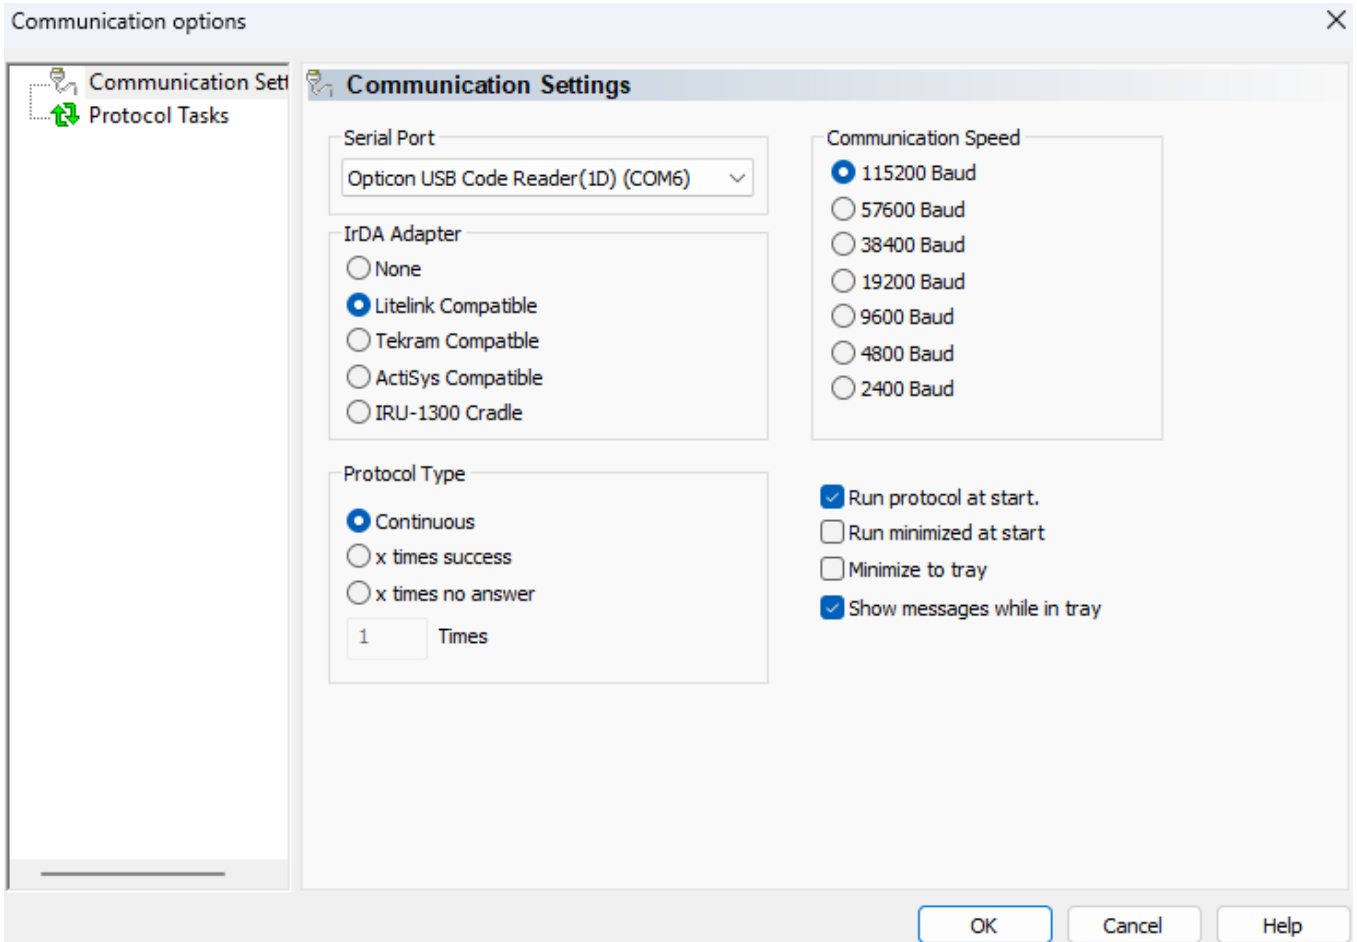 Communication options
Communication Sett
Protocol Tasks
Communication Settings
Serial Port
Opticon USB Code Reader(1D) (COM6)
IrDA Adapter
None
Litelink Compatible
Tekram Compatble
ActiSys Compatible
IRU-1300 Cradle
Protocol Type
Continuous
x times success
x times no answer
1 Times
Communication Speed
115200 Baud
57600 Baud
38400 Baud
19200 Baud
9600 Baud
4800 Baud
2400 Baud
Run protocol at start.
Run minimized at start
Minimize to tray
Show messages while in tray
OK Cancel Help